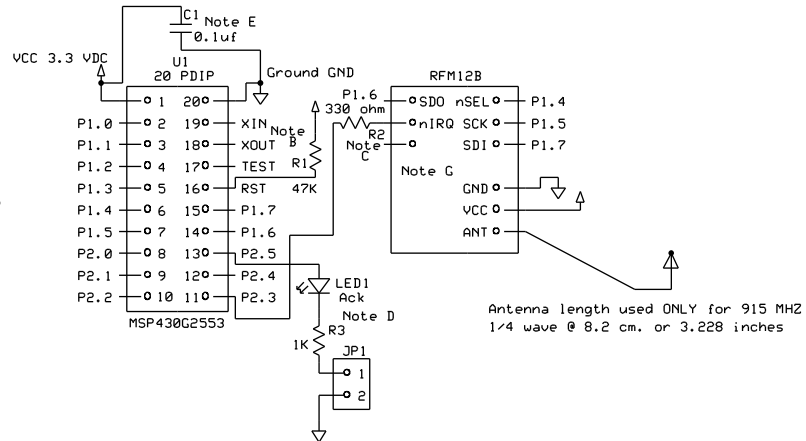 C1 Note E
0.1uf
VCC 3.3 VDC
U1
20 PDIP
Ground GND
1 20
P1.0 2 19 XIN
P1.1 3 18 XOUT
P1.2 4 17 TEST
P1.3 5 16 RST
P1.4 6 15 P1.7
P1.5 7 14 P1.6
P2.0 8 13 P2.5
P2.1 9 12 P2.4
P2.2 10 11 P2.3
MSP430G2553
Note
B
R1
47K
RFM12B
P1.6 SDO nSEL P1.4
330 ohm
R2
nIRQ SCK P1.5
Note
C
SDI P1.7
Note G
GND
VCC
ANT
LED1
Ack
Note D
R3
1K
JP1
1
2
Antenna length used ONLY for 915 MHZ
1/4 wave @ 8.2 cm. or 3.228 inches